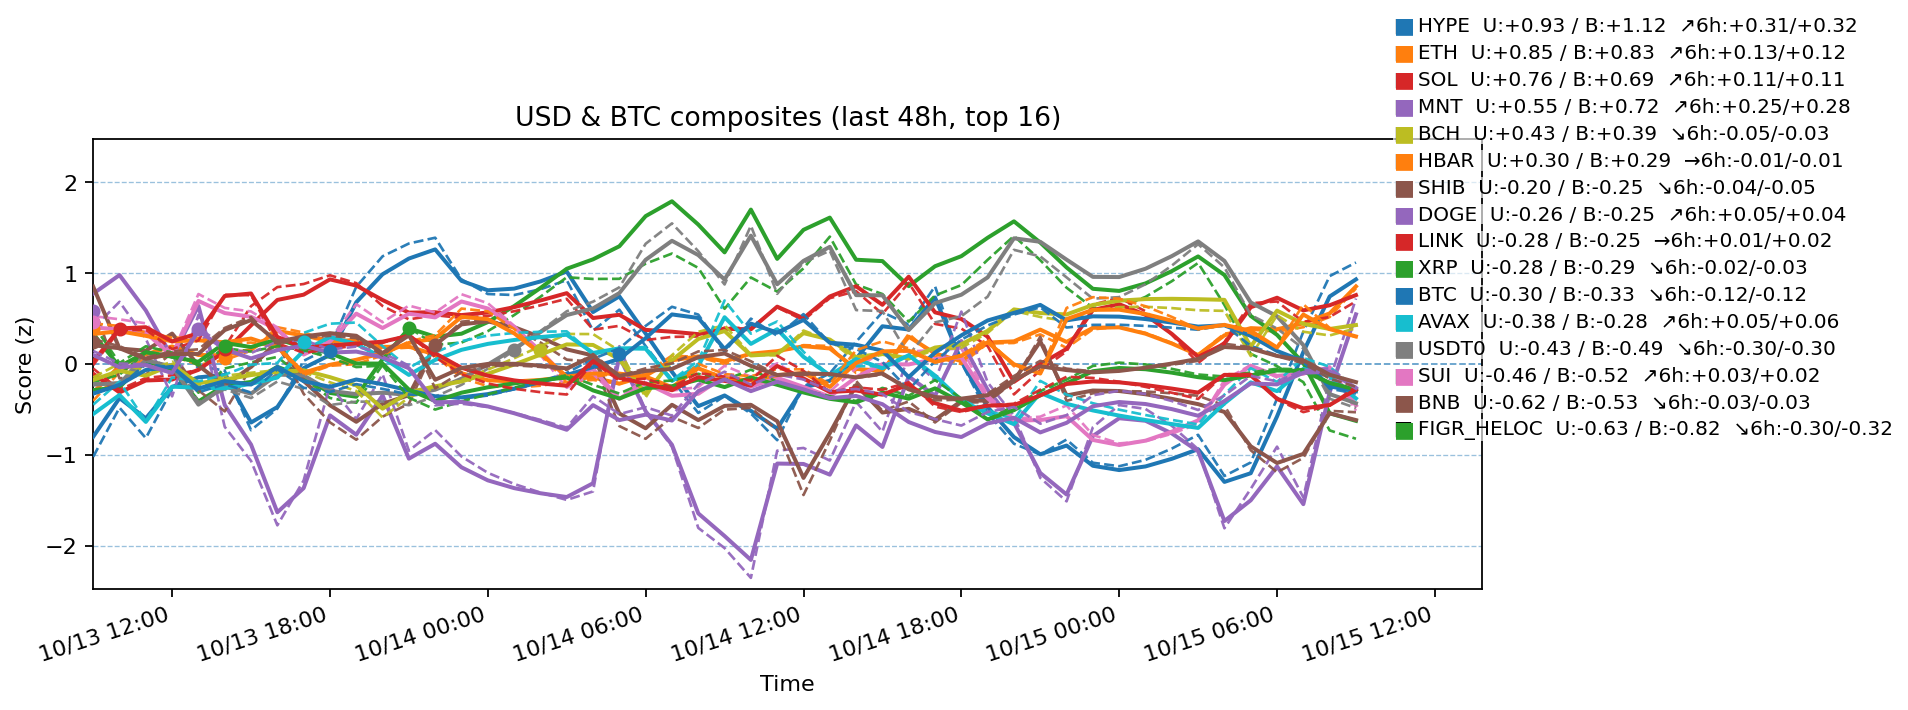 HYPE U:+0.93 / B:+1.12 ↗6h:+0.31/+0.32
ETH U:+0.85 / B:+0.83 ↗6h:+0.13/+0.12
SOL U:+0.76 / B:+0.69 ↗6h:+0.11/+0.11
MNT U:+0.55 / B:+0.72 ↗6h:+0.25/+0.28
BCH U:+0.43 / B:+0.39 ↘6h:-0.05/-0.03
HBAR U:+0.30 / B:+0.29 →6h:-0.01/-0.01
SHIB U:-0.20 / B:-0.25 ↘6h:-0.04/-0.05
DOGE U:-0.26 / B:-0.25 ↗6h:+0.05/+0.04
LINK U:-0.28 / B:-0.25 →6h:+0.01/+0.02
XRP U:-0.28 / B:-0.29 ↘6h:-0.02/-0.03
BTC U:-0.30 / B:-0.33 ↘6h:-0.12/-0.12
AVAX U:-0.38 / B:-0.28 ↗6h:+0.05/+0.06
USDT0 U:-0.43 / B:-0.49 ↘6h:-0.30/-0.30
SUI U:-0.46 / B:-0.52 ↗6h:+0.03/+0.02
BNB U:-0.62 / B:-0.53 ↘6h:-0.03/-0.03
FIGR_HELOC U:-0.63 / B:-0.82 ↘6h:-0.30/-0.32
USD & BTC composites (last 48h, top 16)
Score (z)
2
1
0
−1
−2
10/13 12:00
10/13 18:00
10/14 00:00
10/14 06:00
10/14 12:00
10/14 18:00
10/15 00:00
10/15 06:00
10/15 12:00
Time